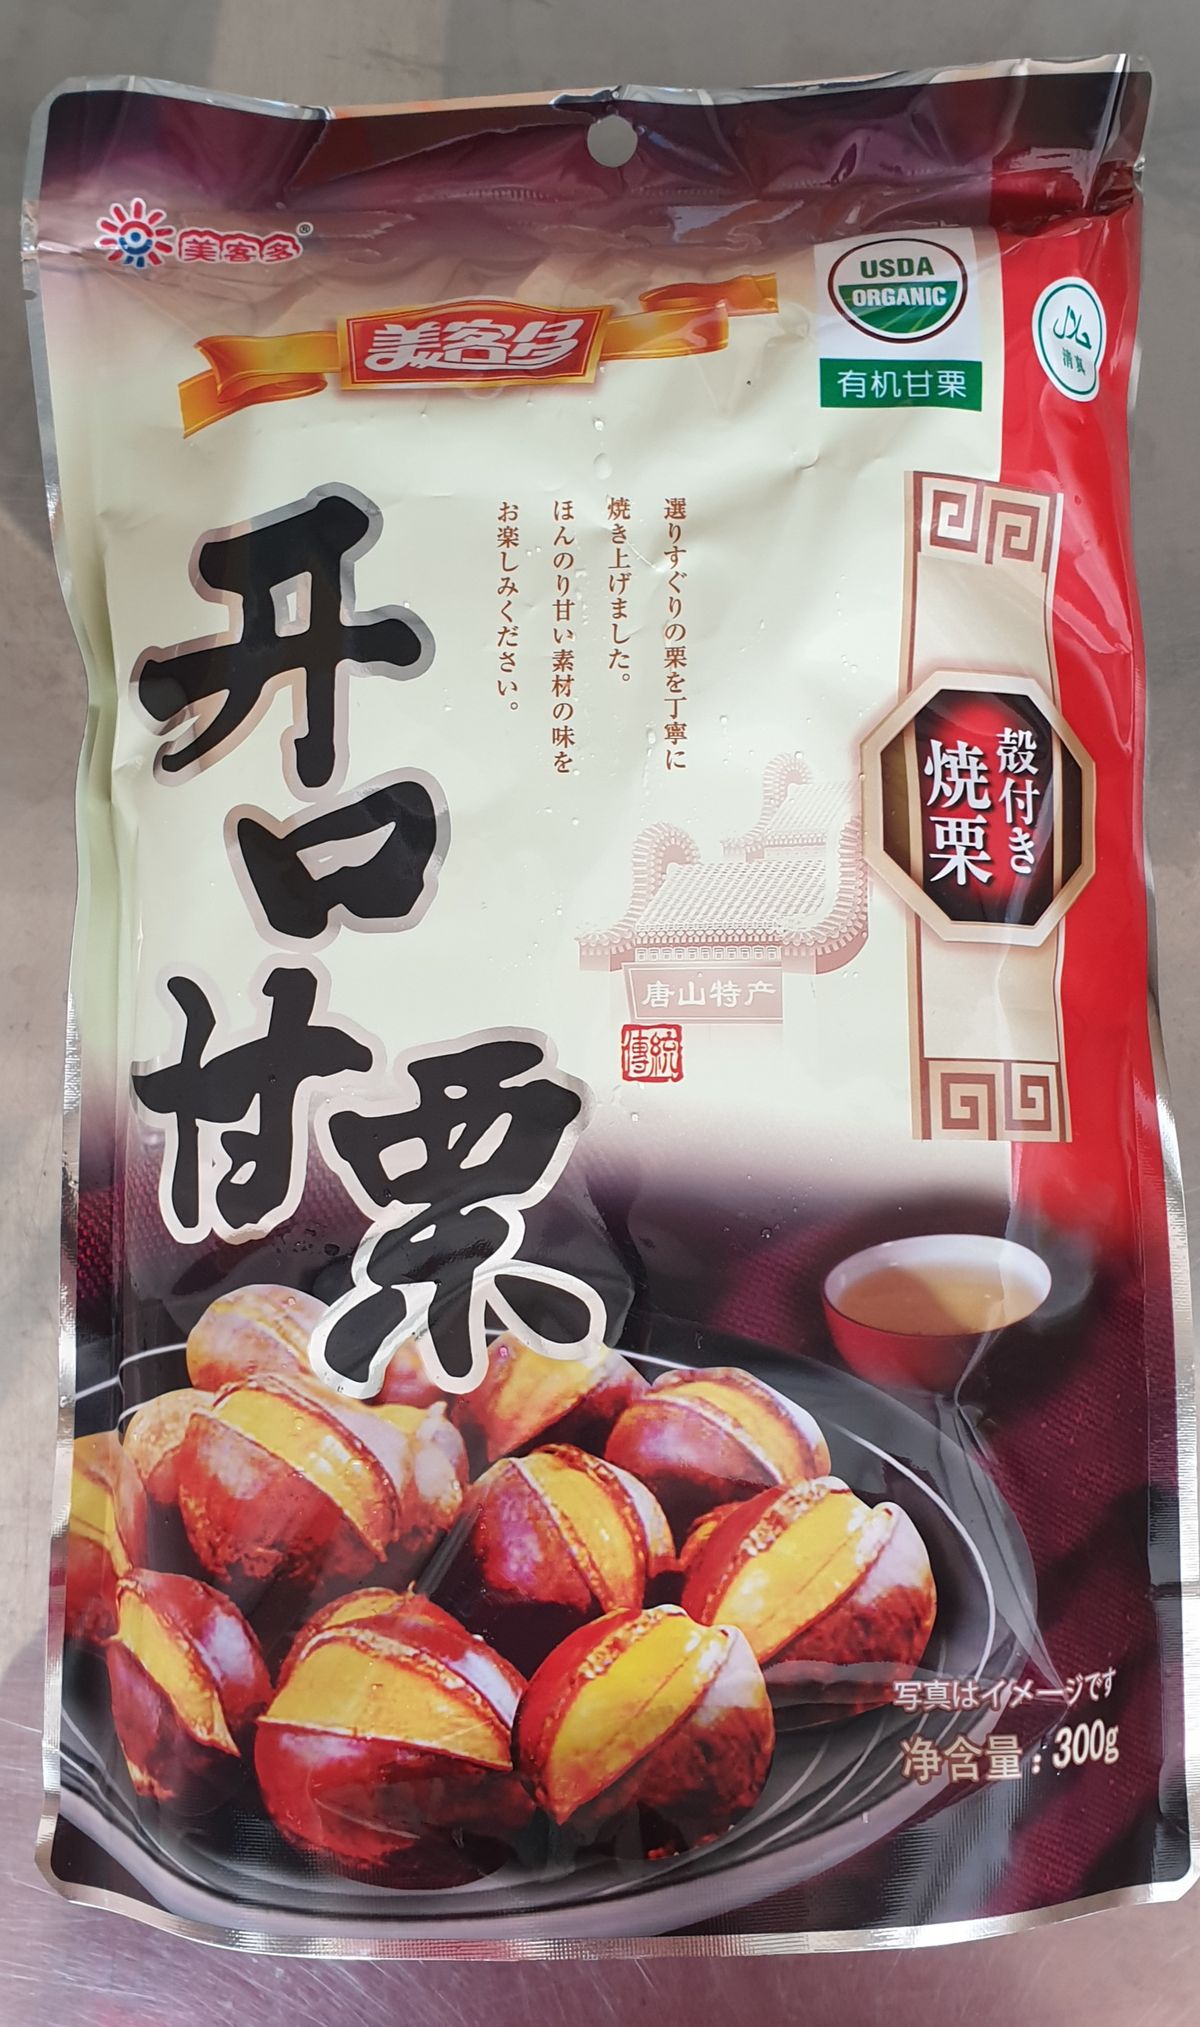 美客多®
美客多
USDA
ORGANIC
有机甘栗
حلال
清真
选りすぐりの栗を丁寧に
焼き上げました。
ほんのり甘い素材の味を
お楽しみください。
开口甘栗
殻付き
焼栗
唐山特产
傳統
写真はイメージです
净含量：300g